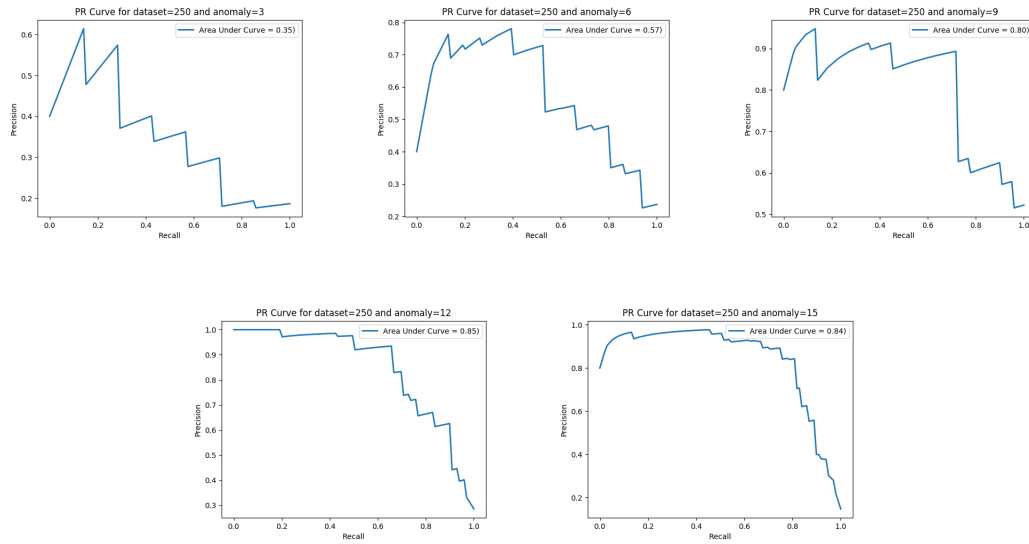 PR Curve for dataset=250 and anomaly=3
Area Under Curve = 0.35)
0.6
0.5
0.4
0.3
0.2
Precision
0.0 0.2 0.4 0.6 0.8 1.0
Recall
PR Curve for dataset=250 and anomaly=6
Area Under Curve = 0.57)
0.8
0.7
0.6
0.5
0.4
0.3
0.2
Precision
0.0 0.2 0.4 0.6 0.8 1.0
Recall
PR Curve for dataset=250 and anomaly=9
Area Under Curve = 0.80)
0.9
0.8
0.7
0.6
0.5
Precision
0.0 0.2 0.4 0.6 0.8 1.0
Recall
PR Curve for dataset=250 and anomaly=12
Area Under Curve = 0.85)
1.0
0.9
0.8
0.7
0.6
0.5
0.4
0.3
Precision
0.0 0.2 0.4 0.6 0.8 1.0
Recall
PR Curve for dataset=250 and anomaly=15
Area Under Curve = 0.84)
1.0
0.8
0.6
0.4
0.2
Precision
0.0 0.2 0.4 0.6 0.8 1.0
Recall